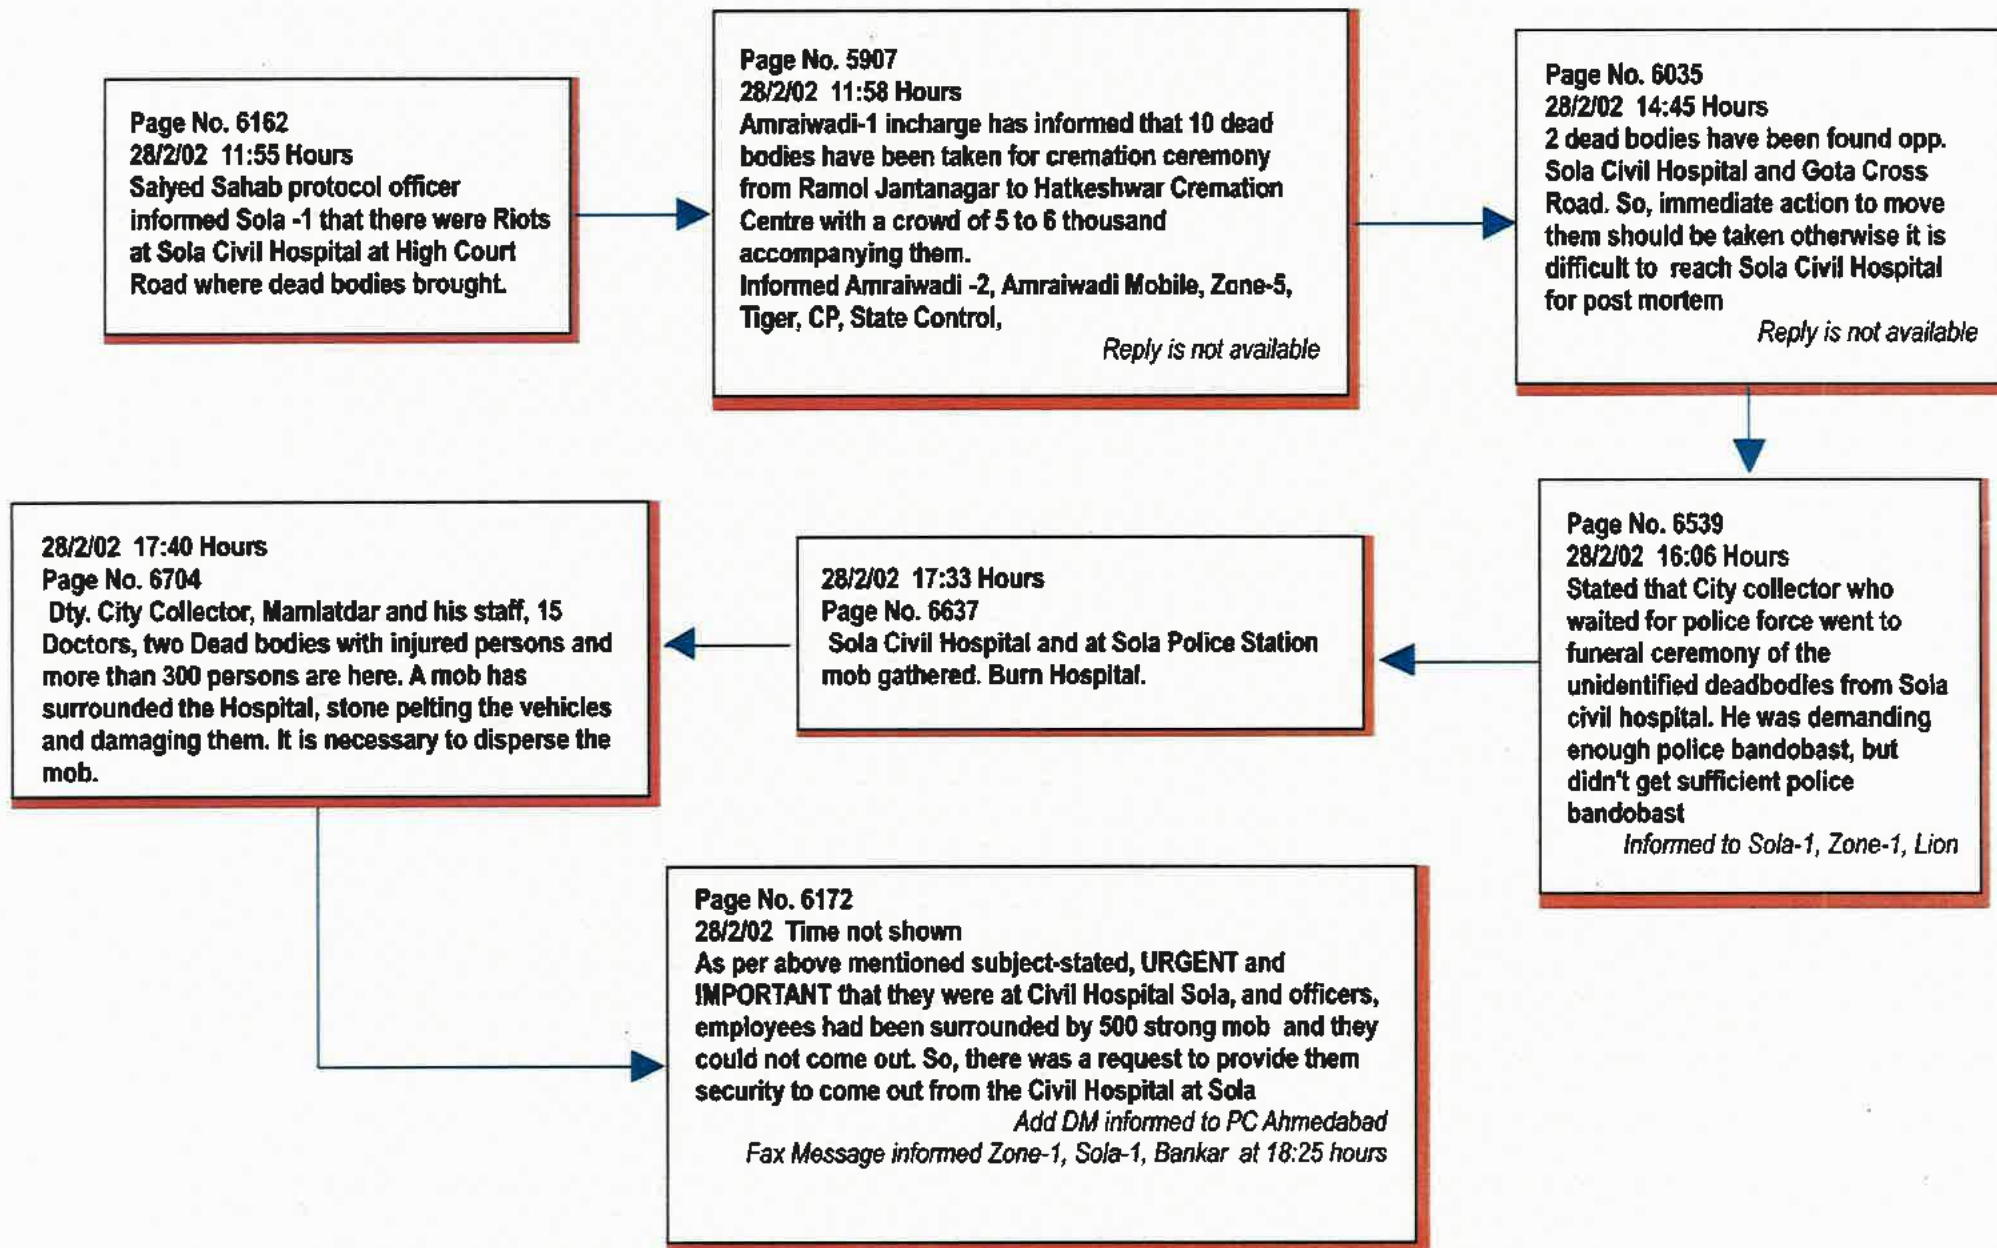 Page No. 6162
28/2/02 11:55 Hours
Saiyed Sahab protocol officer
informed Sola -1 that there were Riots
at Sola Civil Hospital at High Court
Road where dead bodies brought.
Page No. 5907
28/2/02 11:58 Hours
Amraiwadi-1 incharge has informed that 10 dead
bodies have been taken for cremation ceremony
from Ramol Jantanagar to Hatkeshwar Cremation
Centre with a crowd of 5 to 6 thousand
accompanying them.
Informed Amraiwadi -2, Amraiwadi Mobile, Zone-5,
Tiger, CP, State Control,
Reply is not available
Page No. 6035
28/2/02 14:45 Hours
2 dead bodies have been found opp.
Sola Civil Hospital and Gota Cross
Road. So, immediate action to move
them should be taken otherwise it is
difficult to reach Sola Civil Hospital
for post mortem
Reply is not available
Page No. 6539
28/2/02 16:06 Hours
Stated that City collector who
waited for police force went to
funeral ceremony of the
unidentified deadbodies from Sola
civil hospital. He was demanding
enough police bandobast, but
didn't get sufficient police
bandobast
Informed to Sola-1, Zone-1, Lion
28/2/02 17:33 Hours
Page No. 6637
Sola Civil Hospital and at Sola Police Station
mob gathered. Burn Hospital.
28/2/02 17:40 Hours
Page No. 6704
Dty. City Collector, Mamlatdar and his staff, 15
Doctors, two Dead bodies with injured persons and
more than 300 persons are here. A mob has
surrounded the Hospital, stone pelting the vehicles
and damaging them. It is necessary to disperse the
mob.
Page No. 6172
28/2/02 Time not shown
As per above mentioned subject-stated, URGENT and
IMPORTANT that they were at Civil Hospital Sola, and officers,
employees had been surrounded by 500 strong mob and they
could not come out. So, there was a request to provide them
security to come out from the Civil Hospital at Sola
Add DM informed to PC Ahmedabad
Fax Message informed Zone-1, Sola-1, Bankar at 18:25 hours